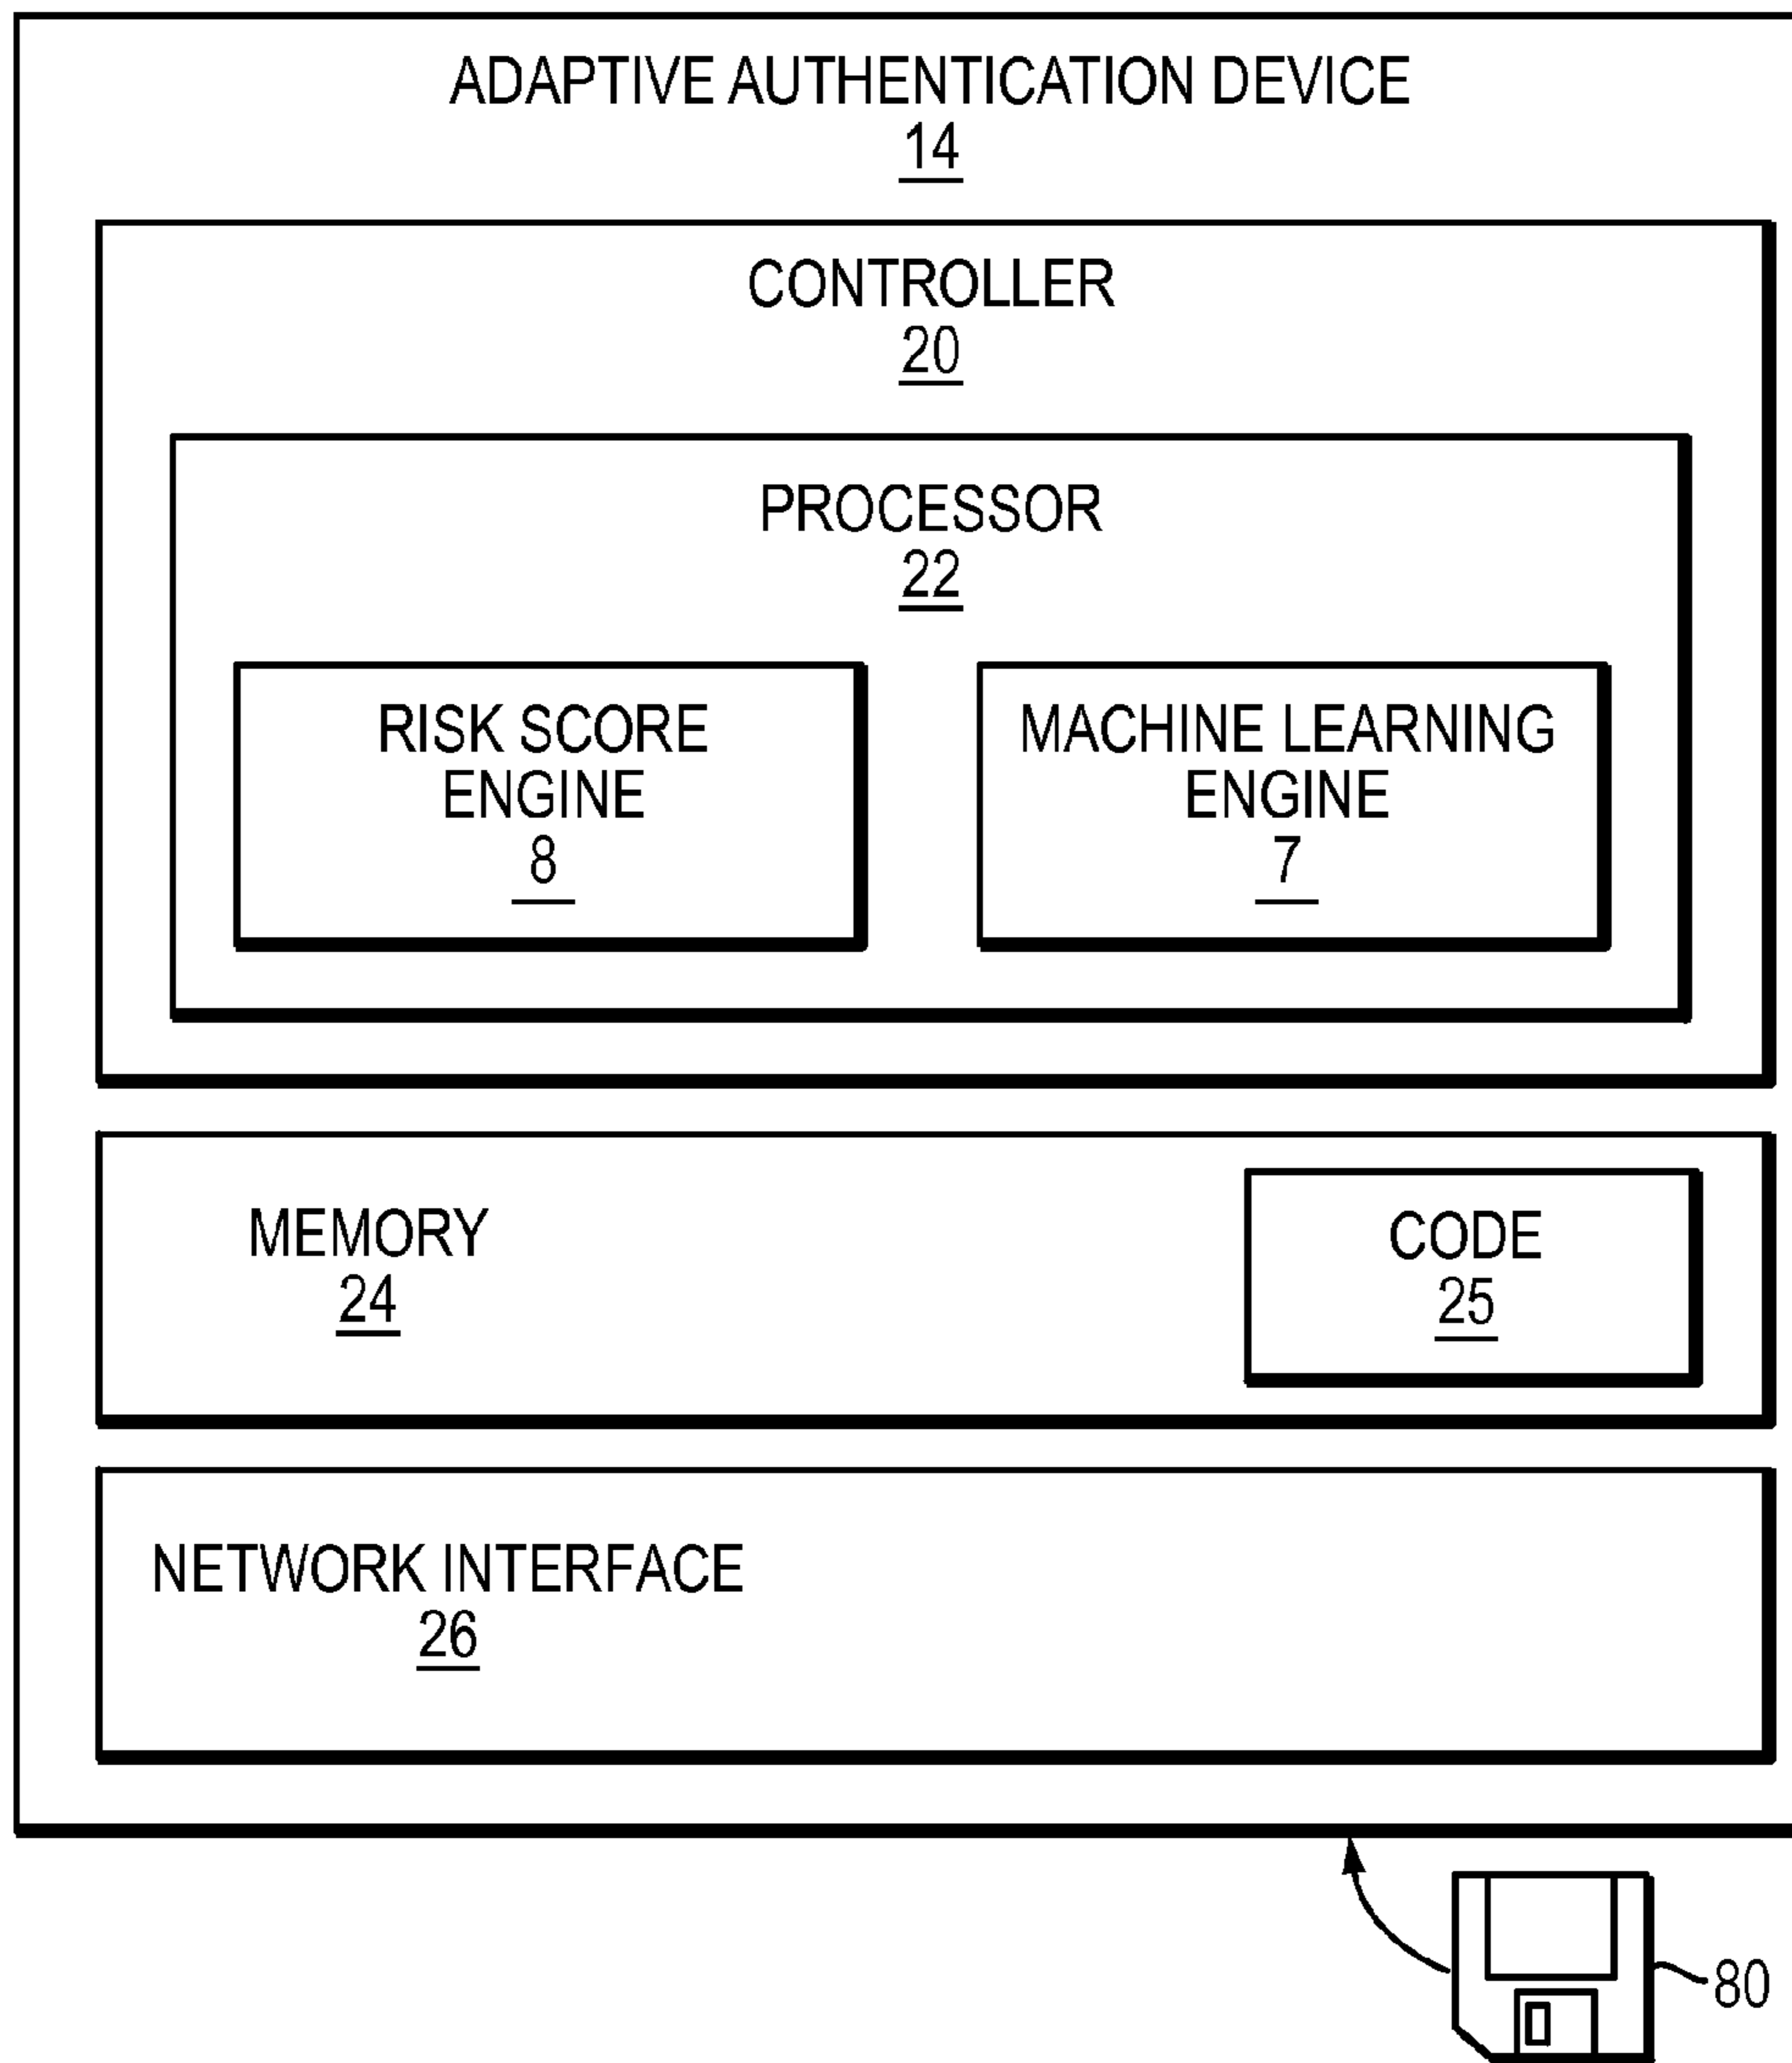 ADAPTIVE AUTHENTICATION DEVICE
14
CONTROLLER
20
PROCESSOR
22
RISK SCORE
ENGINE
8
MACHINE LEARNING
ENGINE
7
MEMORY
24
CODE
25
NETWORK INTERFACE
26
80